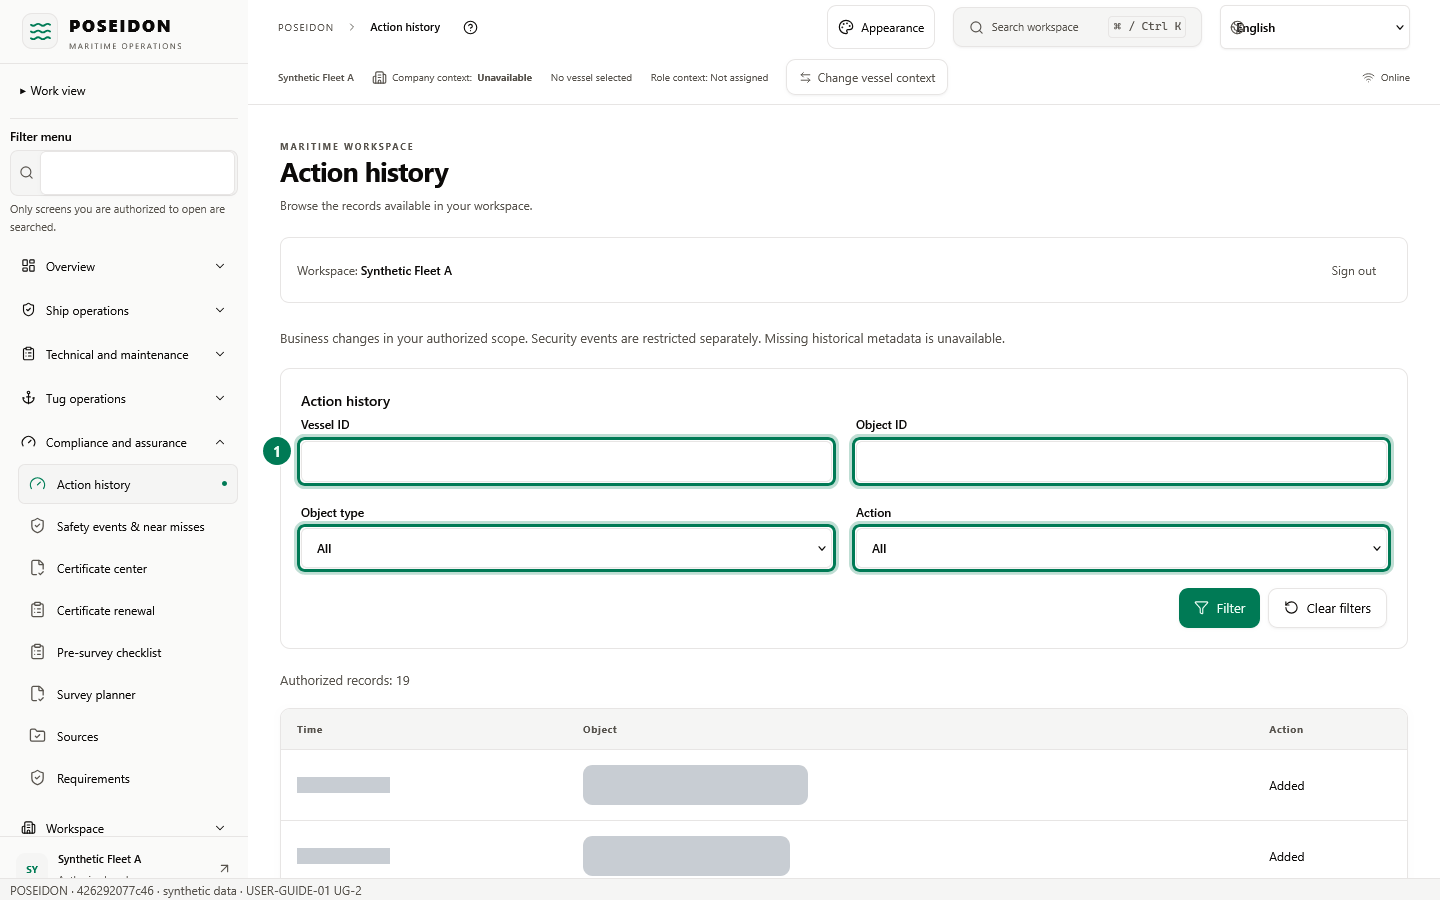 POSEIDON
MARITIME OPERATIONS
Work view
Filter menu
Only screens you are authorized to open are
searched.
Overview
Ship operations
Technical and maintenance
Tug operations
Compliance and assurance
Action history
Safety events & near misses
Certificate center
Certificate renewal
Pre-survey checklist
Survey planner
Sources
Requirements
Workspace
SY
Synthetic Fleet A
POSEIDON
Action history
Appearance
Search workspace
⌘ / Ctrl K
English
Synthetic Fleet A
Company context: Unavailable
No vessel selected
Role context: Not assigned
Change vessel context
Online
MARITIME WORKSPACE
Action history
Browse the records available in your workspace.
Workspace: Synthetic Fleet A
Sign out
Business changes in your authorized scope. Security events are restricted separately. Missing historical metadata is unavailable.
Action history
Vessel ID
Object ID
1
Object type
Action
All
All
Filter
Clear filters
Authorized records: 19
Time
Object
Action
Added
Added
POSEIDON · 426292077c46 · synthetic data · USER-GUIDE-01 UG-2